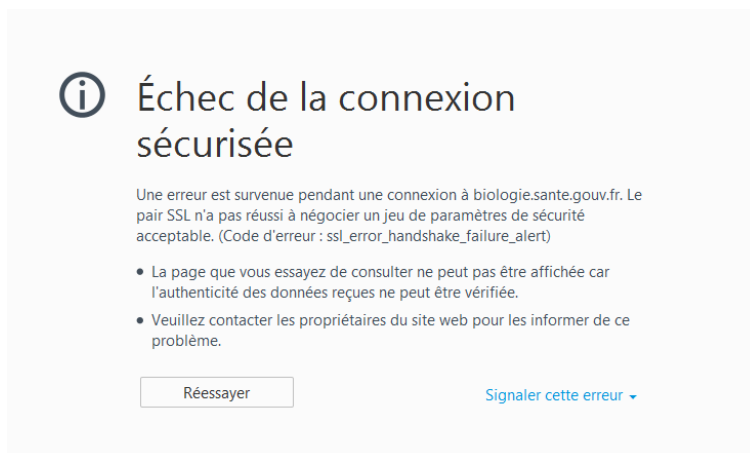 Échec de la connexion
sécurisée
Une erreur est survenue pendant une connexion à biologie.sante.gouv.fr. Le
pair SSL n'a pas réussi à négocier un jeu de paramètres de sécurité
acceptable. (Code d'erreur : ssl_error_handshake_failure_alert)
• La page que vous essayez de consulter ne peut pas être affichée car
l'authenticité des données reçues ne peut être vérifiée.
• Veuillez contacter les propriétaires du site web pour les informer de ce
problème.
Réessayer
Signaler cette erreur